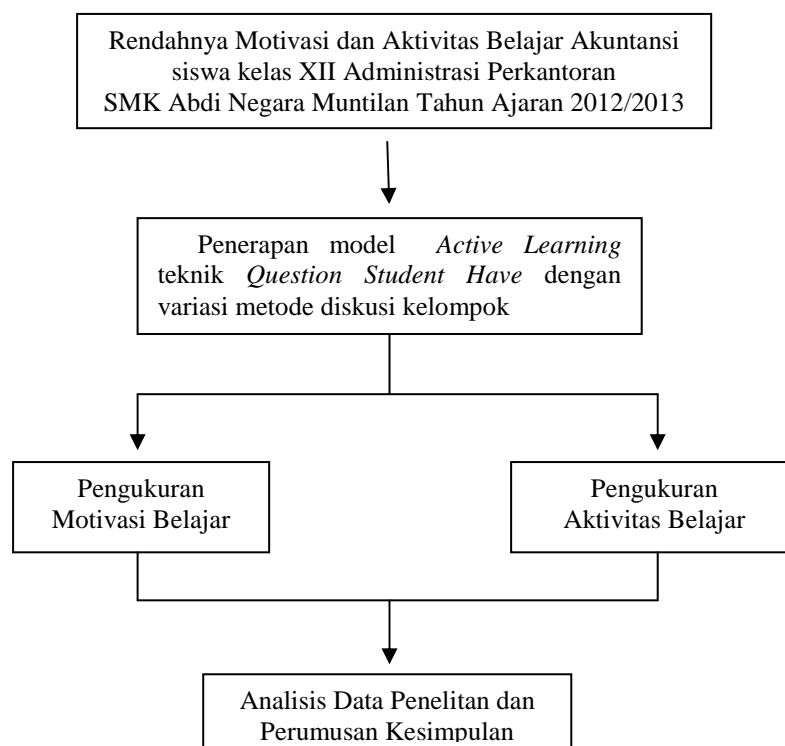 Rendahnya Motivasi dan Aktivitas Belajar Akuntansi
siswa kelas XII Administrasi Perkantoran
SMK Abdi Negara Muntilan Tahun Ajaran 2012/2013
Penerapan model Active Learning
teknik Question Student Have dengan
variasi metode diskusi kelompok
Pengukuran
Motivasi Belajar
Pengukuran
Aktivitas Belajar
Analisis Data Penelitan dan
Perumusan Kesimpulan